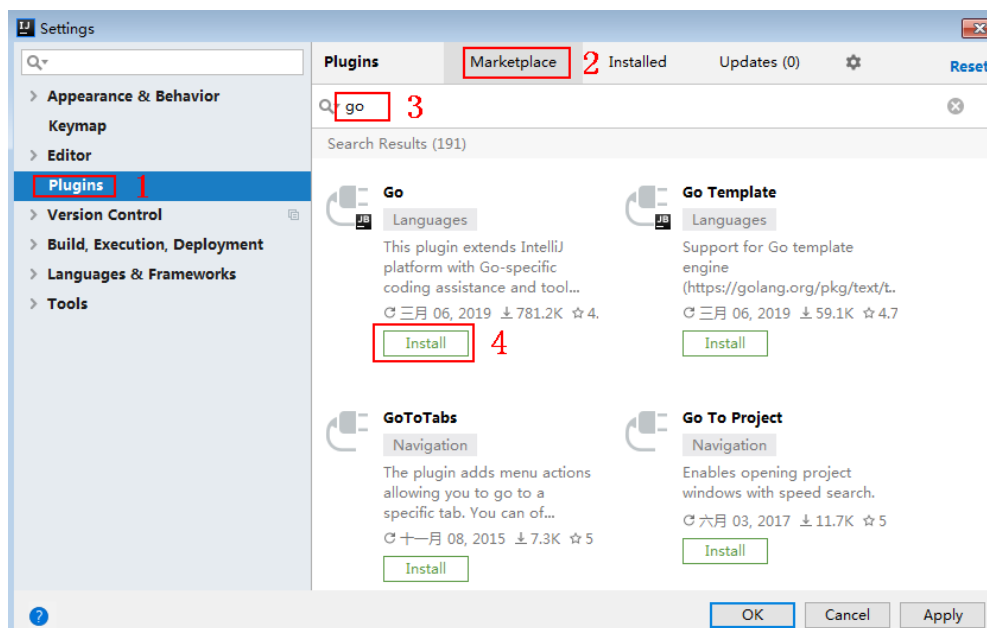 Settings
Plugins Marketplace 2 Installed Updates (0) Reset
Appearance & Behavior
Keymap
Editor
Plugins 1
Version Control
Build, Execution, Deployment
Languages & Frameworks
Tools
go 3
Search Results (191)
Go
Languages
This plugin extends IntelliJ
platform with Go-specific
coding assistance and tool...
三月 06, 2019 781.2K 4.
Install 4
Go Template
Languages
Support for Go template
engine
(https://golang.org/pkg/text/t..
三月 06, 2019 59.1K 4.7
Install
GoToTabs
Navigation
The plugin adds menu actions
allowing you to go to a
specific tab. You can of...
十一月 08, 2015 7.3K 5
Install
Go To Project
Navigation
Enables opening project
windows with speed search.
六月 03, 2017 11.7K 5
Install
? OK Cancel Apply